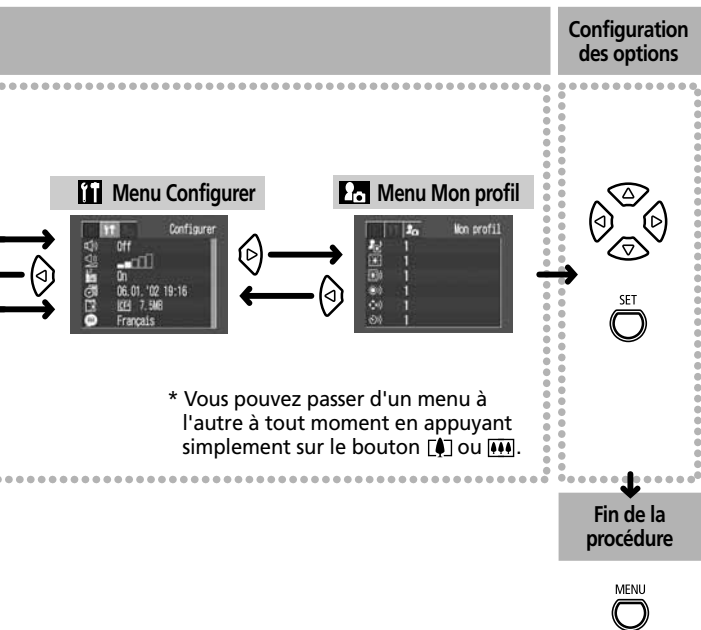 Configuration
des options
Menu Configurer
Menu Mon profil
Configurer
Off
On
06.01.'02 19:16
CF 7.5MB
Français
Mon profil
1
1
1
1
1
1
SET
* Vous pouvez passer d'un menu à
l'autre à tout moment en appuyant
simplement sur le bouton ou .
Fin de la
procédure
MENU